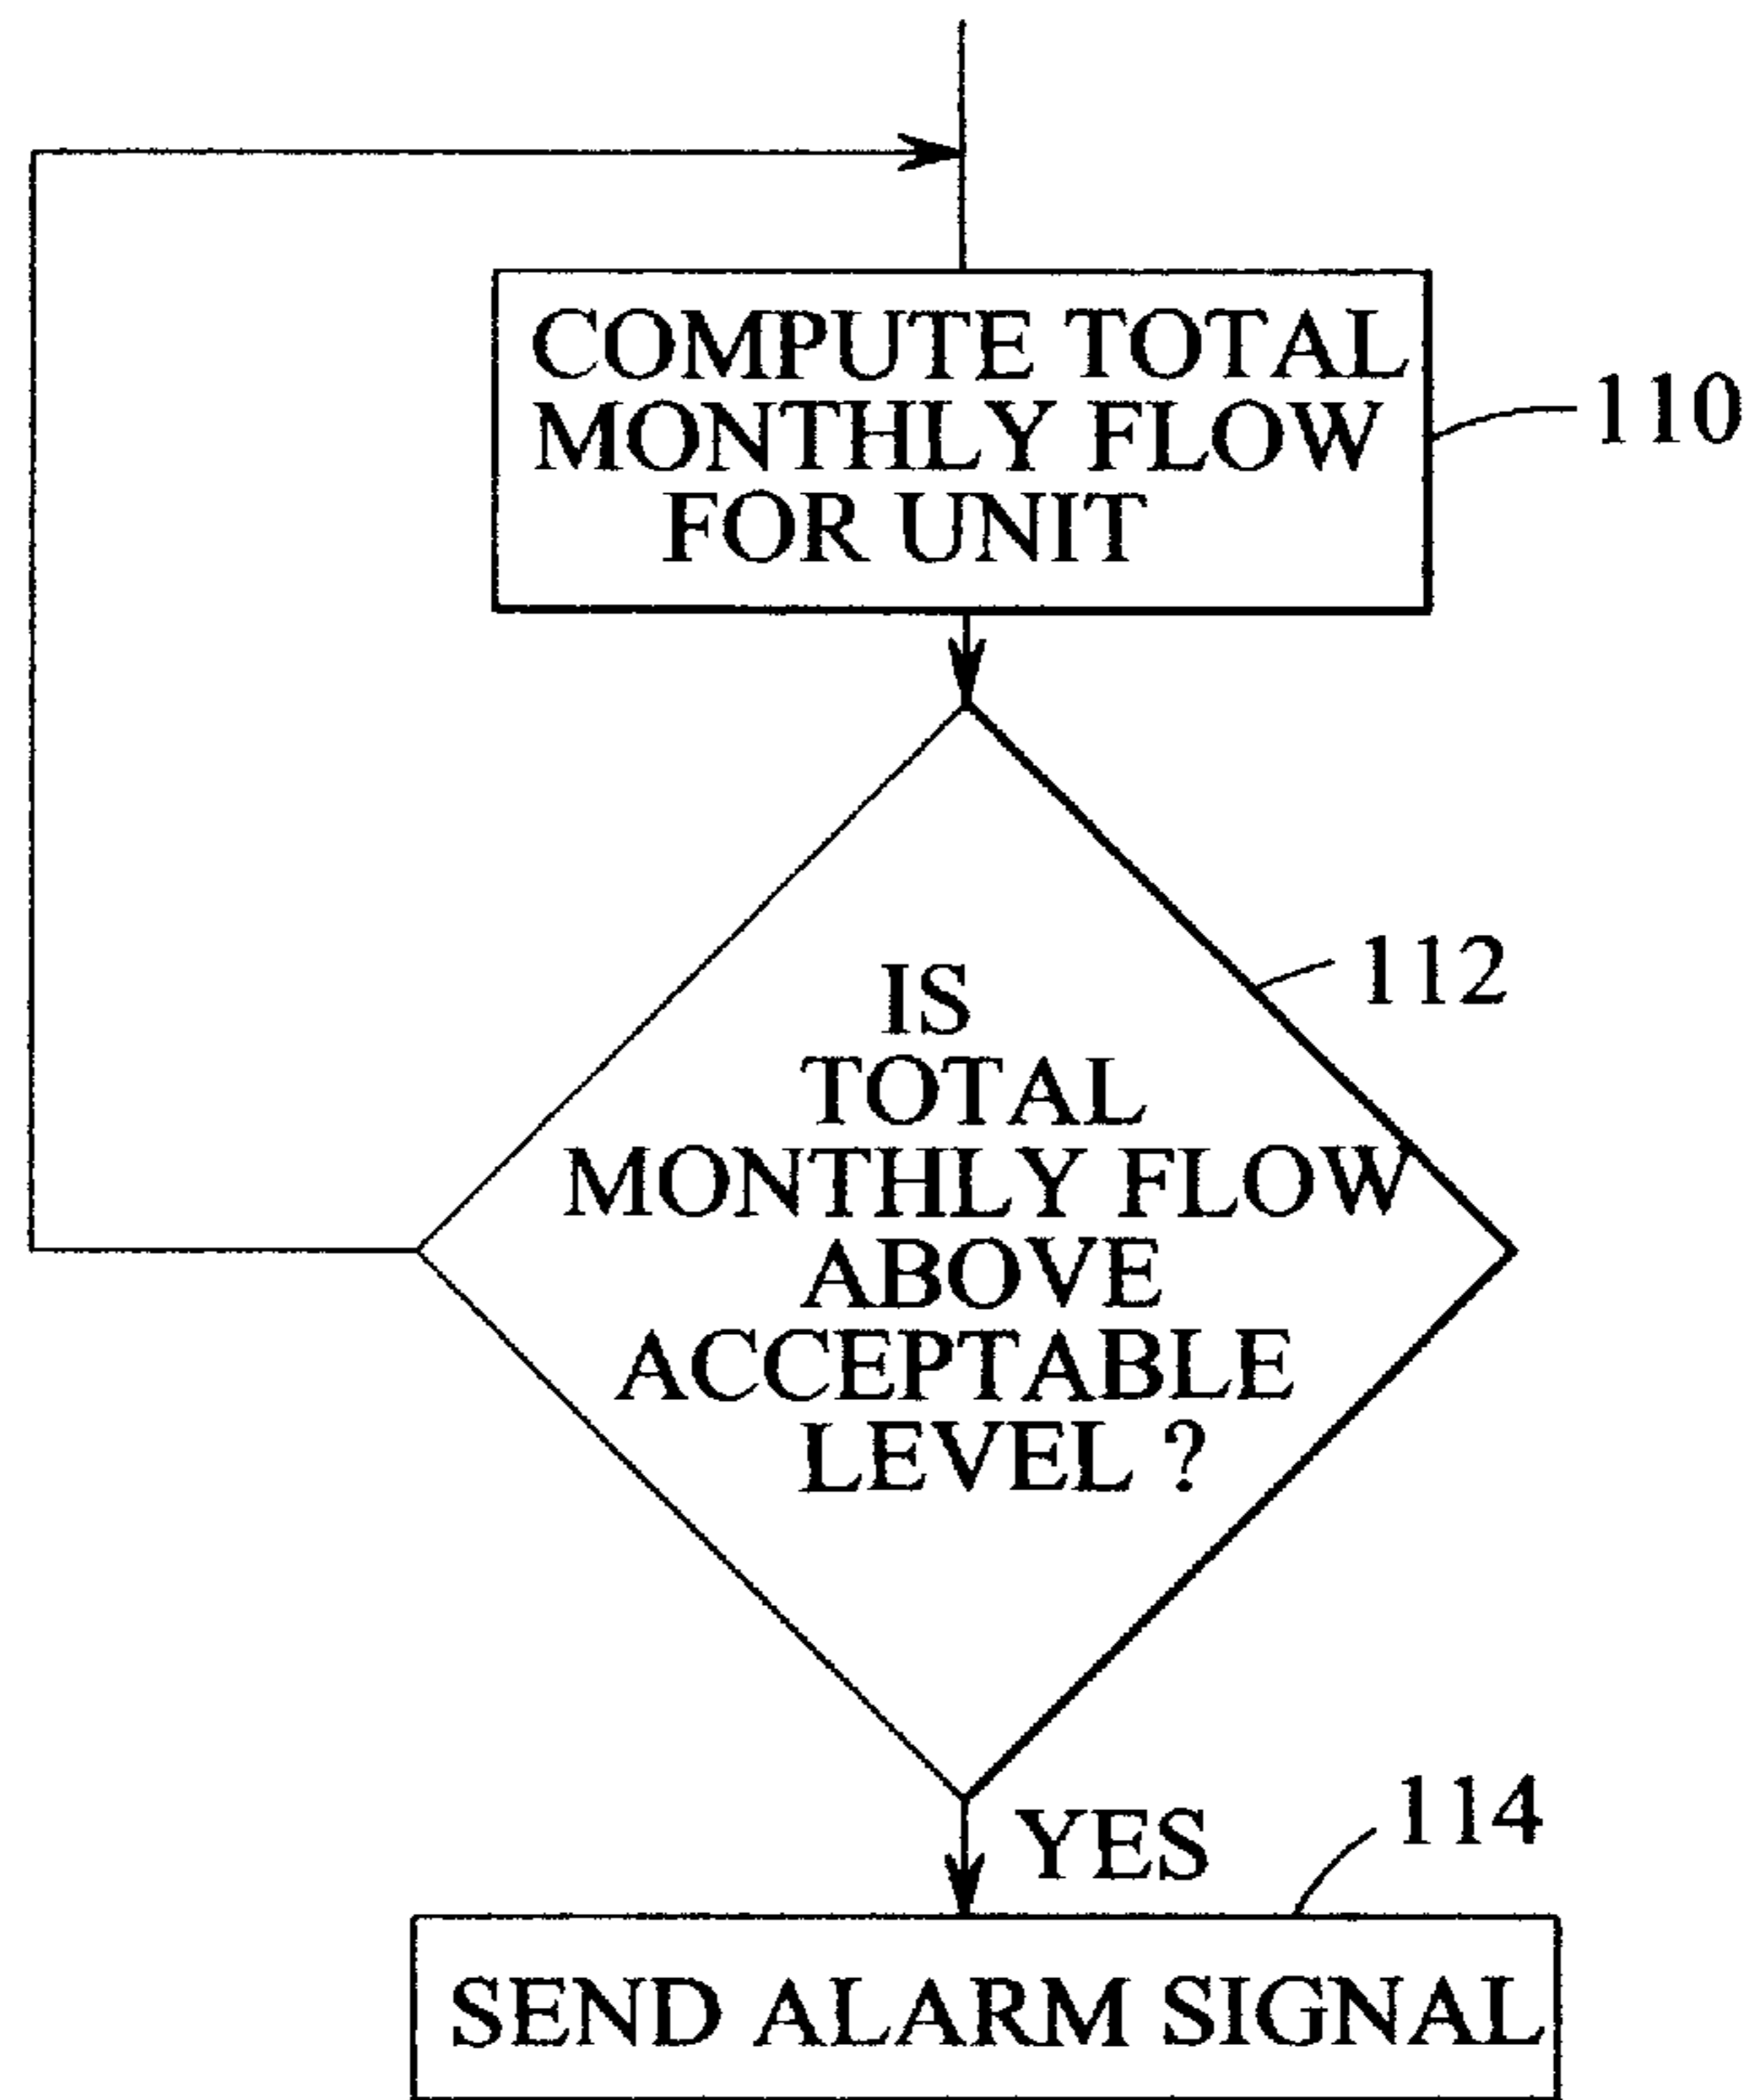 COMPUTE TOTAL
MONTHLY FLOW
FOR UNIT
110
IS
TOTAL
MONTHLY FLOW
ABOVE
ACCEPTABLE
LEVEL ?
112
YES
114
SEND ALARM SIGNAL